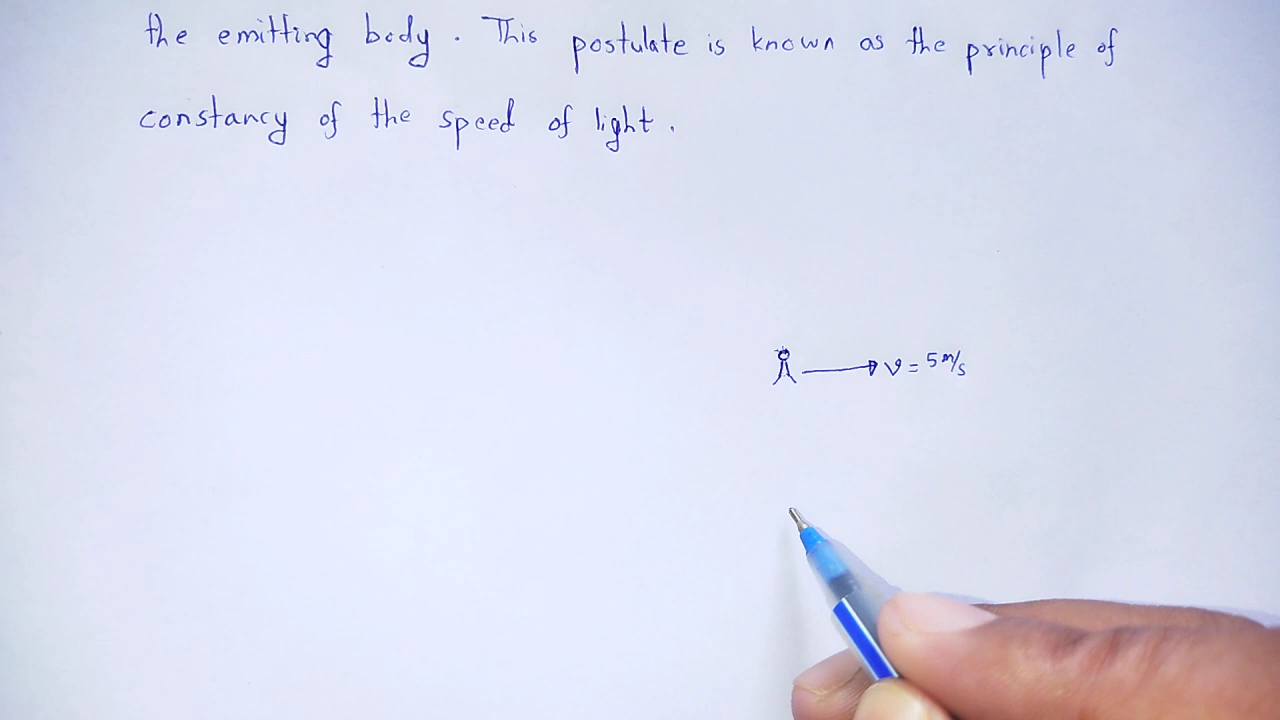 the emitting body. This postulate is known as the principle of
constancy of the speed of light.
v = 5 m/s